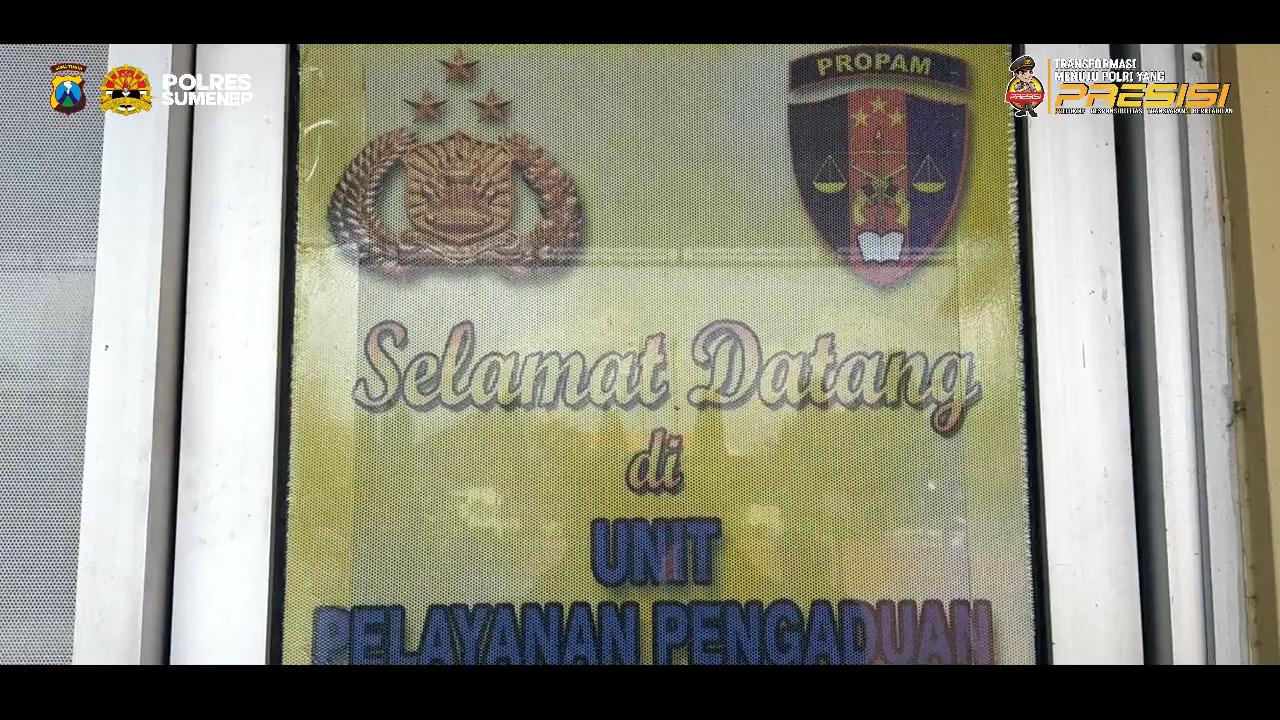 POLRES
SUMENEP
TRANSFORMASI
MENUJU POLRI YANG
PRESISI
PROPAM
Selamat Datang
di
UNIT
PELAYANAN PENGADUAN